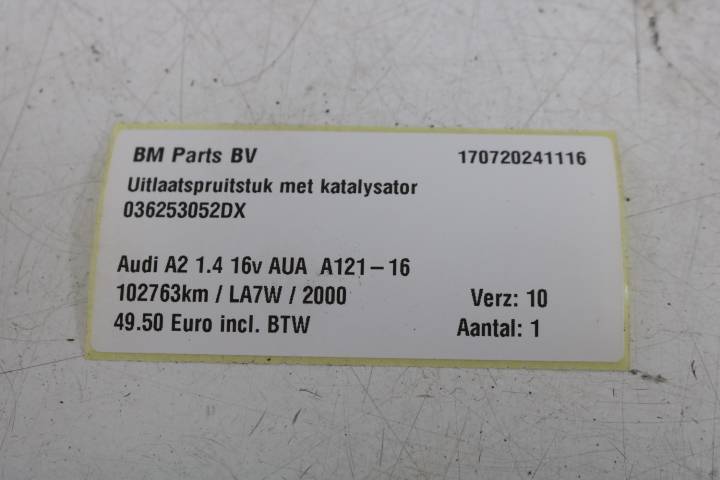 BM Parts BV 170720241116
Uitlaatspruitstuk met katalysator
036253052DX
Audi A2 1.4 16v AUA A121-16
102763km / LA7W / 2000 Verz: 10
49.50 Euro incl. BTW Aantal: 1